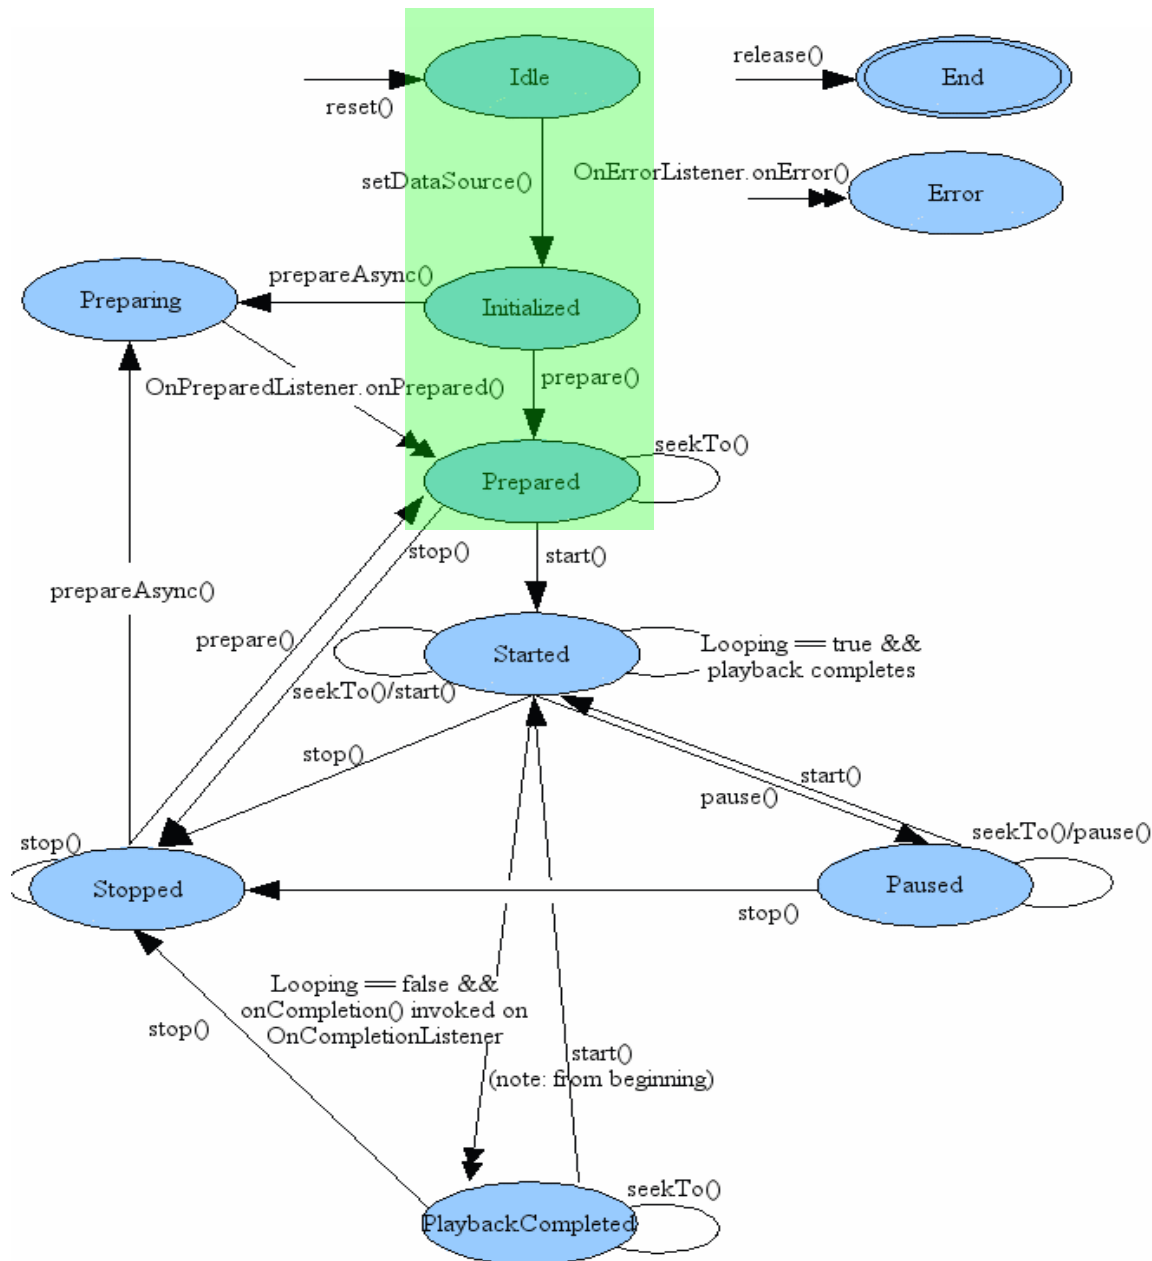 Idle
release()
End
reset()
OnErrorListener.onError()
setDataSource()
Error
prepareAsync()
Preparing
Initialized
OnPreparedListener.onPrepared()
prepare()
seekTo()
Prepared
stop()
start()
prepareAsync()
prepare()
Started
Looping == true &&
playback completes
seekTo()/start()
stop()
start()
pause()
stop()
seekTo()/pause()
Stopped
Paused
stop()
Looping == false &&
onCompletion() invoked on
OnCompletionListener
stop()
start()
(note: from beginning)
seekTo()
PlaybackCompleted